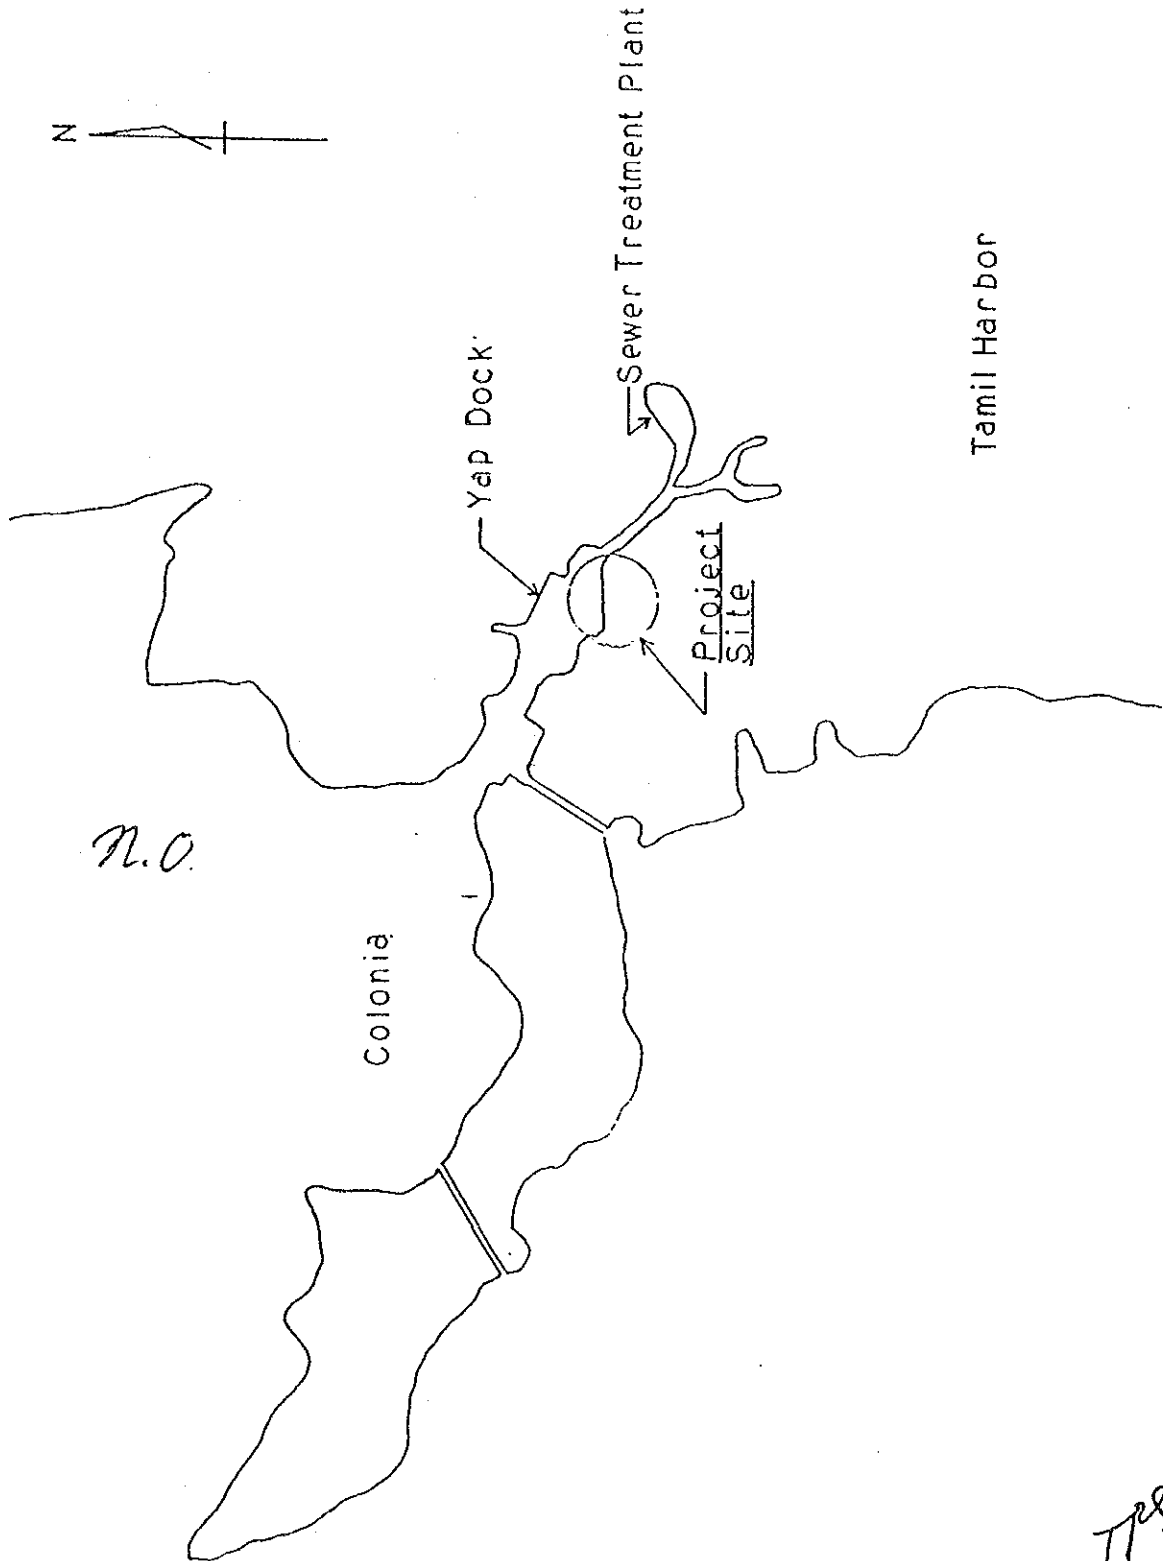 N
Yap Dock
Sewer Treatment Plant
Project
Site
Tamil Harbor
Colonia
N.O.